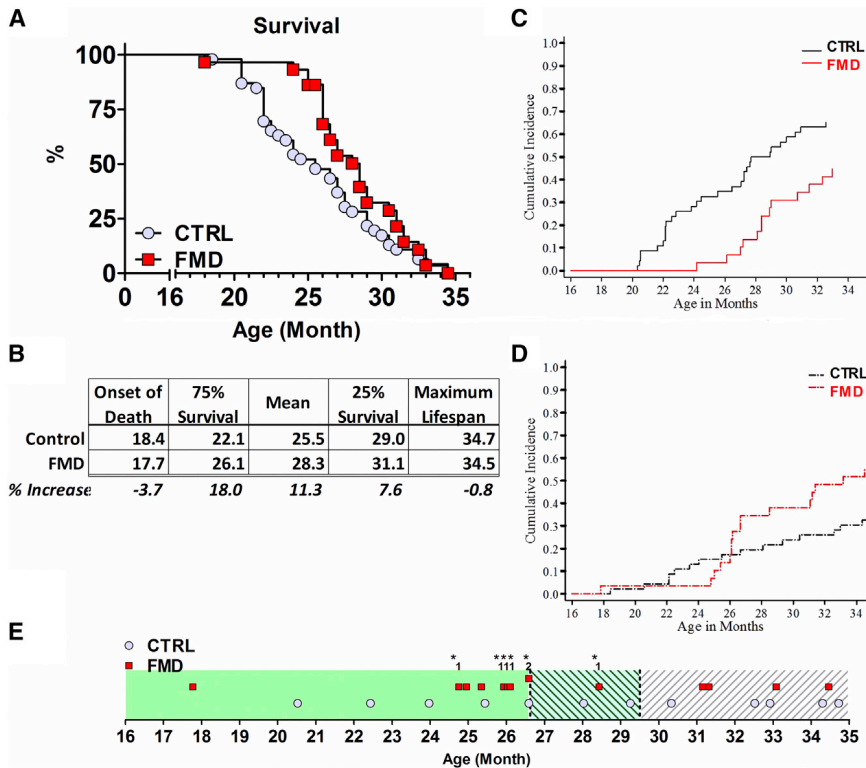 A
Survival
100
75
50
25
0
%
CTRL
FMD
0 16 20 25 30 35
Age (Month)
B
Onset of Death 75% Survival Mean 25% Survival Maximum Lifespan
Control 18.4 22.1 25.5 29.0 34.7
FMD 17.7 26.1 28.3 31.1 34.5
% Increase -3.7 18.0 11.3 7.6 -0.8
C
CTRL
FMD
1.0
0.9
0.8
0.7
0.6
0.5
0.4
0.3
0.2
0.1
0.0
Cumulative Incidence
16 18 20 22 24 26 28 30 32 34
Age in Months
D
CTRL
FMD
1.0
0.9
0.8
0.7
0.6
0.5
0.4
0.3
0.2
0.1
0.0
Cumulative Incidence
16 18 20 22 24 26 28 30 32 34
Age in Months
E
CTRL
FMD
* *** * *
1 111 2 1
16 17 18 19 20 21 22 23 24 25 26 27 28 29 30 31 32 33 34 35
Age (Month)